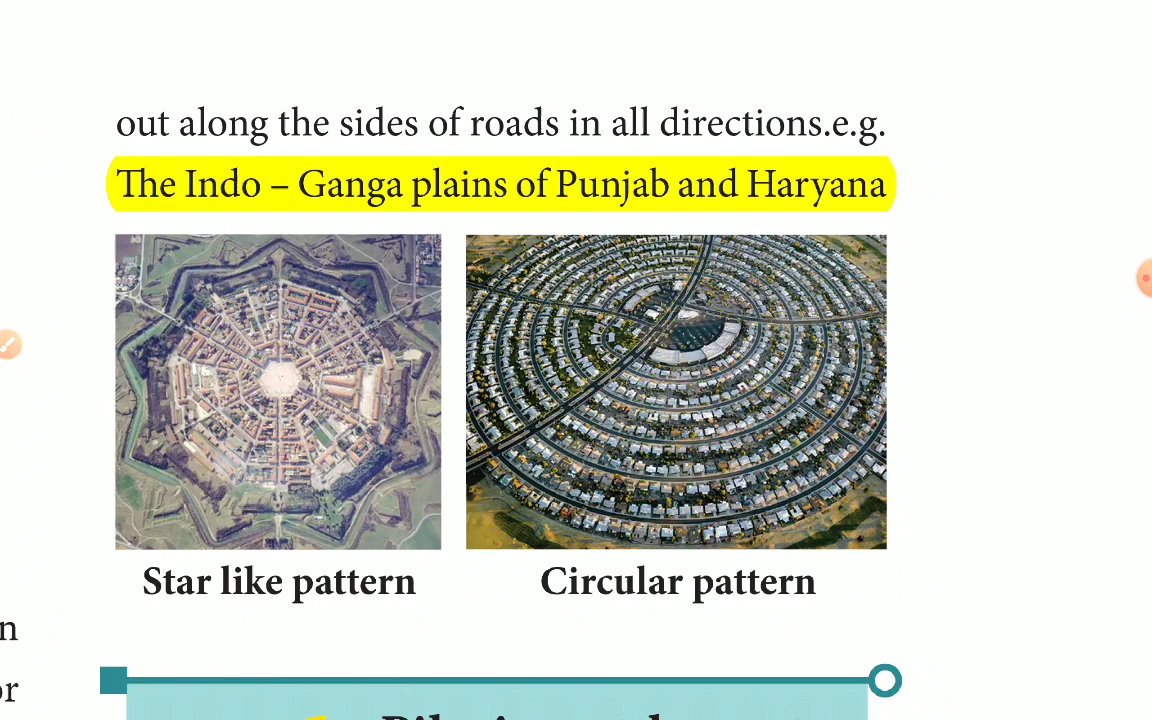 out along the sides of roads in all directions.e.g.
The Indo – Ganga plains of Punjab and Haryana
Star like pattern
Circular pattern
n
or